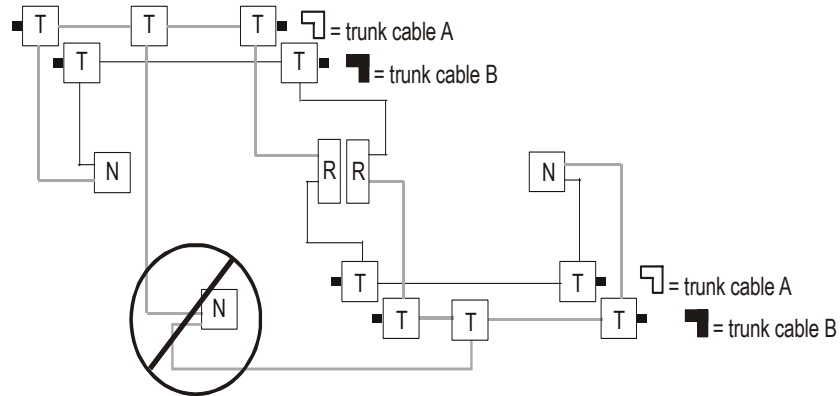 T T T = trunk cable A
T T = trunk cable B
N R R N
T T = trunk cable A
N T T T = trunk cable B